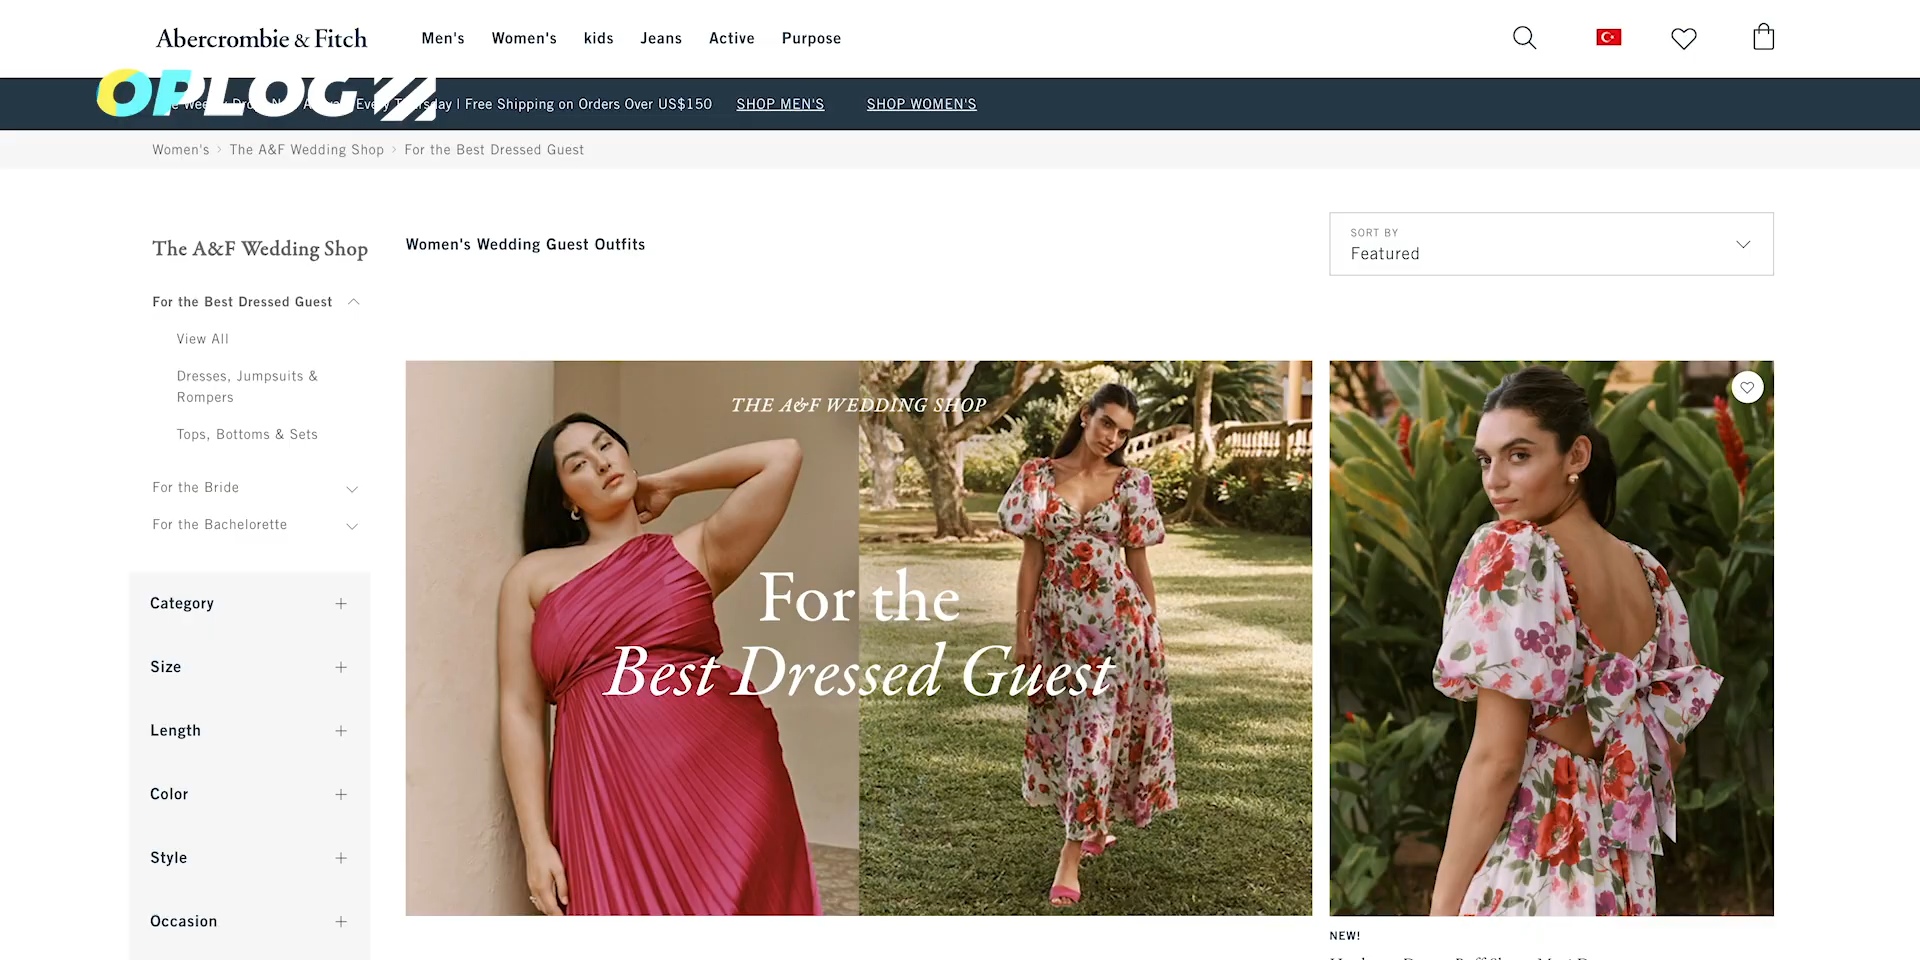 Abercrombie & Fitch
Men's Women's kids Jeans Active Purpose
OPLOG
Every Thursday | Free Shipping on Orders Over US$150 SHOP MEN'S SHOP WOMEN'S
Women's › The A&F Wedding Shop › For the Best Dressed Guest
The A&F Wedding Shop
Women's Wedding Guest Outfits
SORT BY
Featured
For the Best Dressed Guest
View All
Dresses, Jumpsuits &
Rompers
Tops, Bottoms & Sets
For the Bride
For the Bachelorette
Category
Size
Length
Color
Style
Occasion
THE A&F WEDDING SHOP
For the
Best Dressed Guest
NEW!